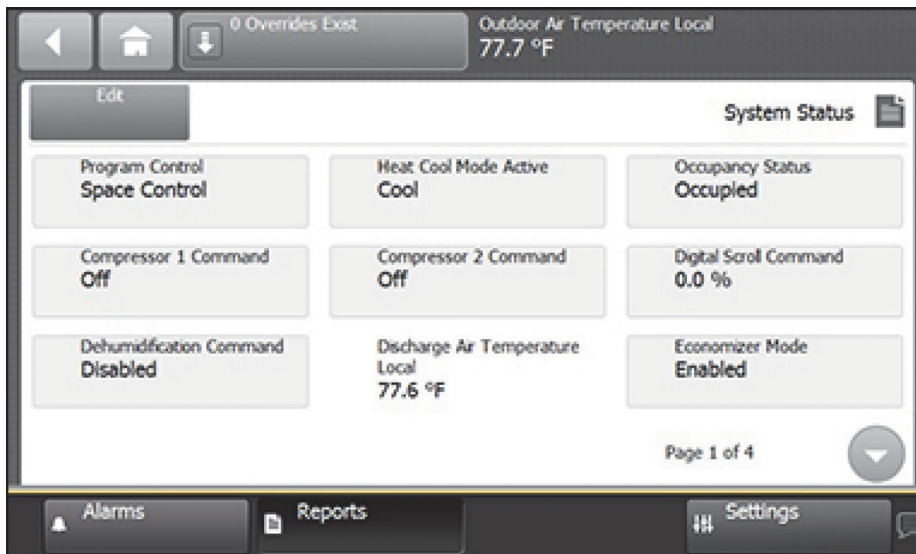 0 Overrides Exist
Outdoor Air Temperature Local
77.7 °F
Edit
System Status
Program Control
Space Control
Heat Cool Mode Active
Cool
Occupancy Status
Occupied
Compressor 1 Command
Off
Compressor 2 Command
Off
Digital Scroll Command
0.0 %
Dehumidification Command
Disabled
Discharge Air Temperature
Local
77.6 °F
Economizer Mode
Enabled
Page 1 of 4
Alarms
Reports
Settings